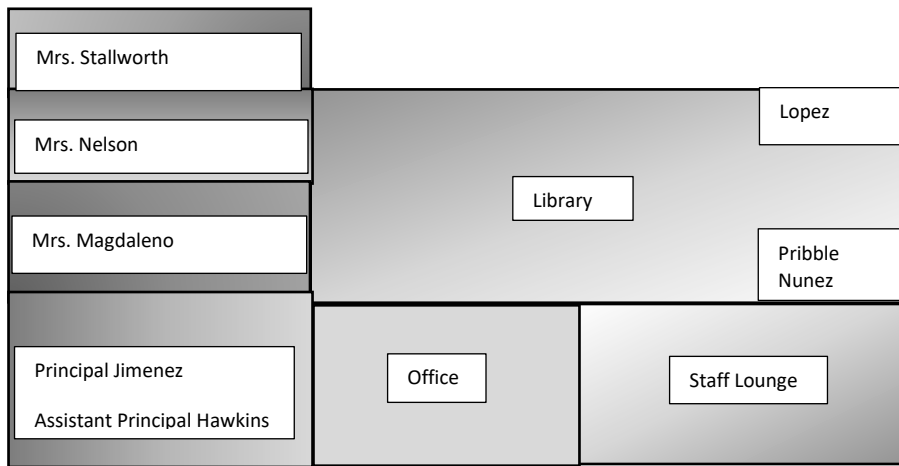 Mrs. Stallworth
Mrs. Nelson
Lopez
Library
Mrs. Magdaleno
Pribble
Nunez
Principal Jimenez
Assistant Principal Hawkins
Office
Staff Lounge